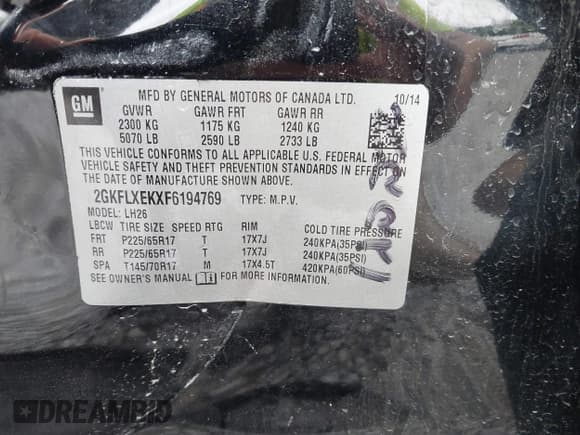 GM
MFD BY GENERAL MOTORS OF CANADA LTD. 10/14
GVWR GAWR FRT GAWR RR
2300 KG 1175 KG 1240 KG
5070 LB 2590 LB 2733 LB
THIS VEHICLE CONFORMS TO ALL APPLICABLE U.S. FEDERAL MOTOR
VEHICLE SAFETY AND THEFT PREVENTION STANDARDS IN EFFECT ON
THE DATE OF MANUFACTURE SHOWN ABOVE.
2GKFLXEKXF6194769 TYPE: M.P.V.
MODEL: LH26
LBCW TIRE SIZE SPEED RTG RIM COLD TIRE PRESSURE
FRT P225/65R17 T 17X7J 240KPA(35PSI)
RR P225/65R17 T 17X7J 240KPA(35PSI)
SPA T145/70R17 M 17X4.5T 420KPA(60PSI)
SEE OWNER'S MANUAL FOR MORE INFORMATION.
DREAMBID